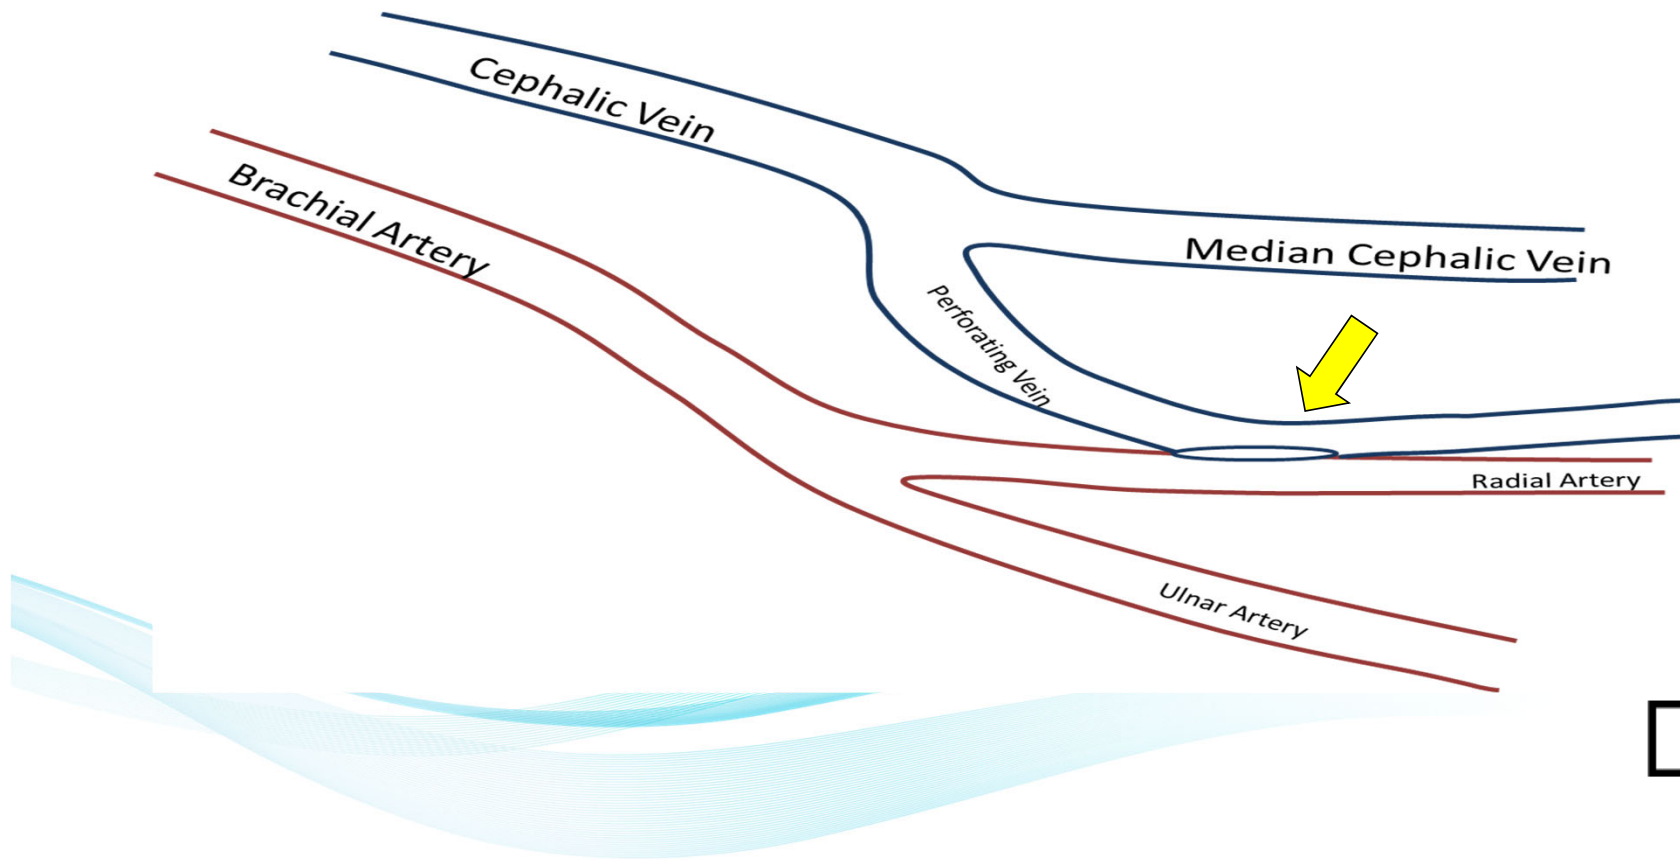 Cephalic Vein
Brachial Artery
Median Cephalic Vein
Perforating Vein
Radial Artery
Ulnar Artery